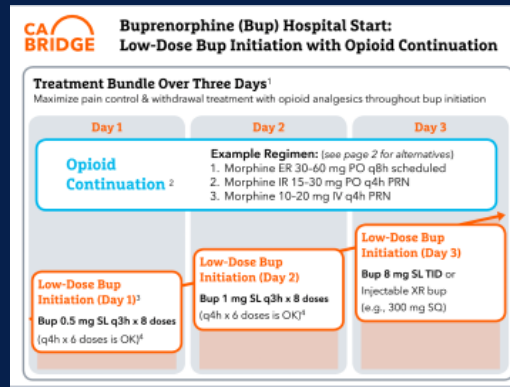 CA
BRIDGE
Buprenorphine (Bup) Hospital Start:
Low-Dose Bup Initiation with Opioid Continuation
Treatment Bundle Over Three Days1
Maximize pain control & withdrawal treatment with opioid analgesics throughout bup initiation
Day 1
Day 2
Day 3
Opioid
Continuation 2
Example Regimen: (see page 2 for alternatives)
1. Morphine ER 30-60 mg PO q8h scheduled
2. Morphine IR 15-30 mg PO q4h PRN
3. Morphine 10-20 mg IV q4h PRN
Low-Dose Bup
Initiation (Day 1)3
Bup 0.5 mg SL q3h x 8 doses
(q4h x 6 doses is OK)4
Low-Dose Bup
Initiation (Day 2)
Bup 1 mg SL q3h x 8 doses
(q4h x 6 doses is OK)4
Low-Dose Bup
Initiation (Day 3)
Bup 8 mg SL TID or
Injectable XR bup
(e.g., 300 mg SQ)